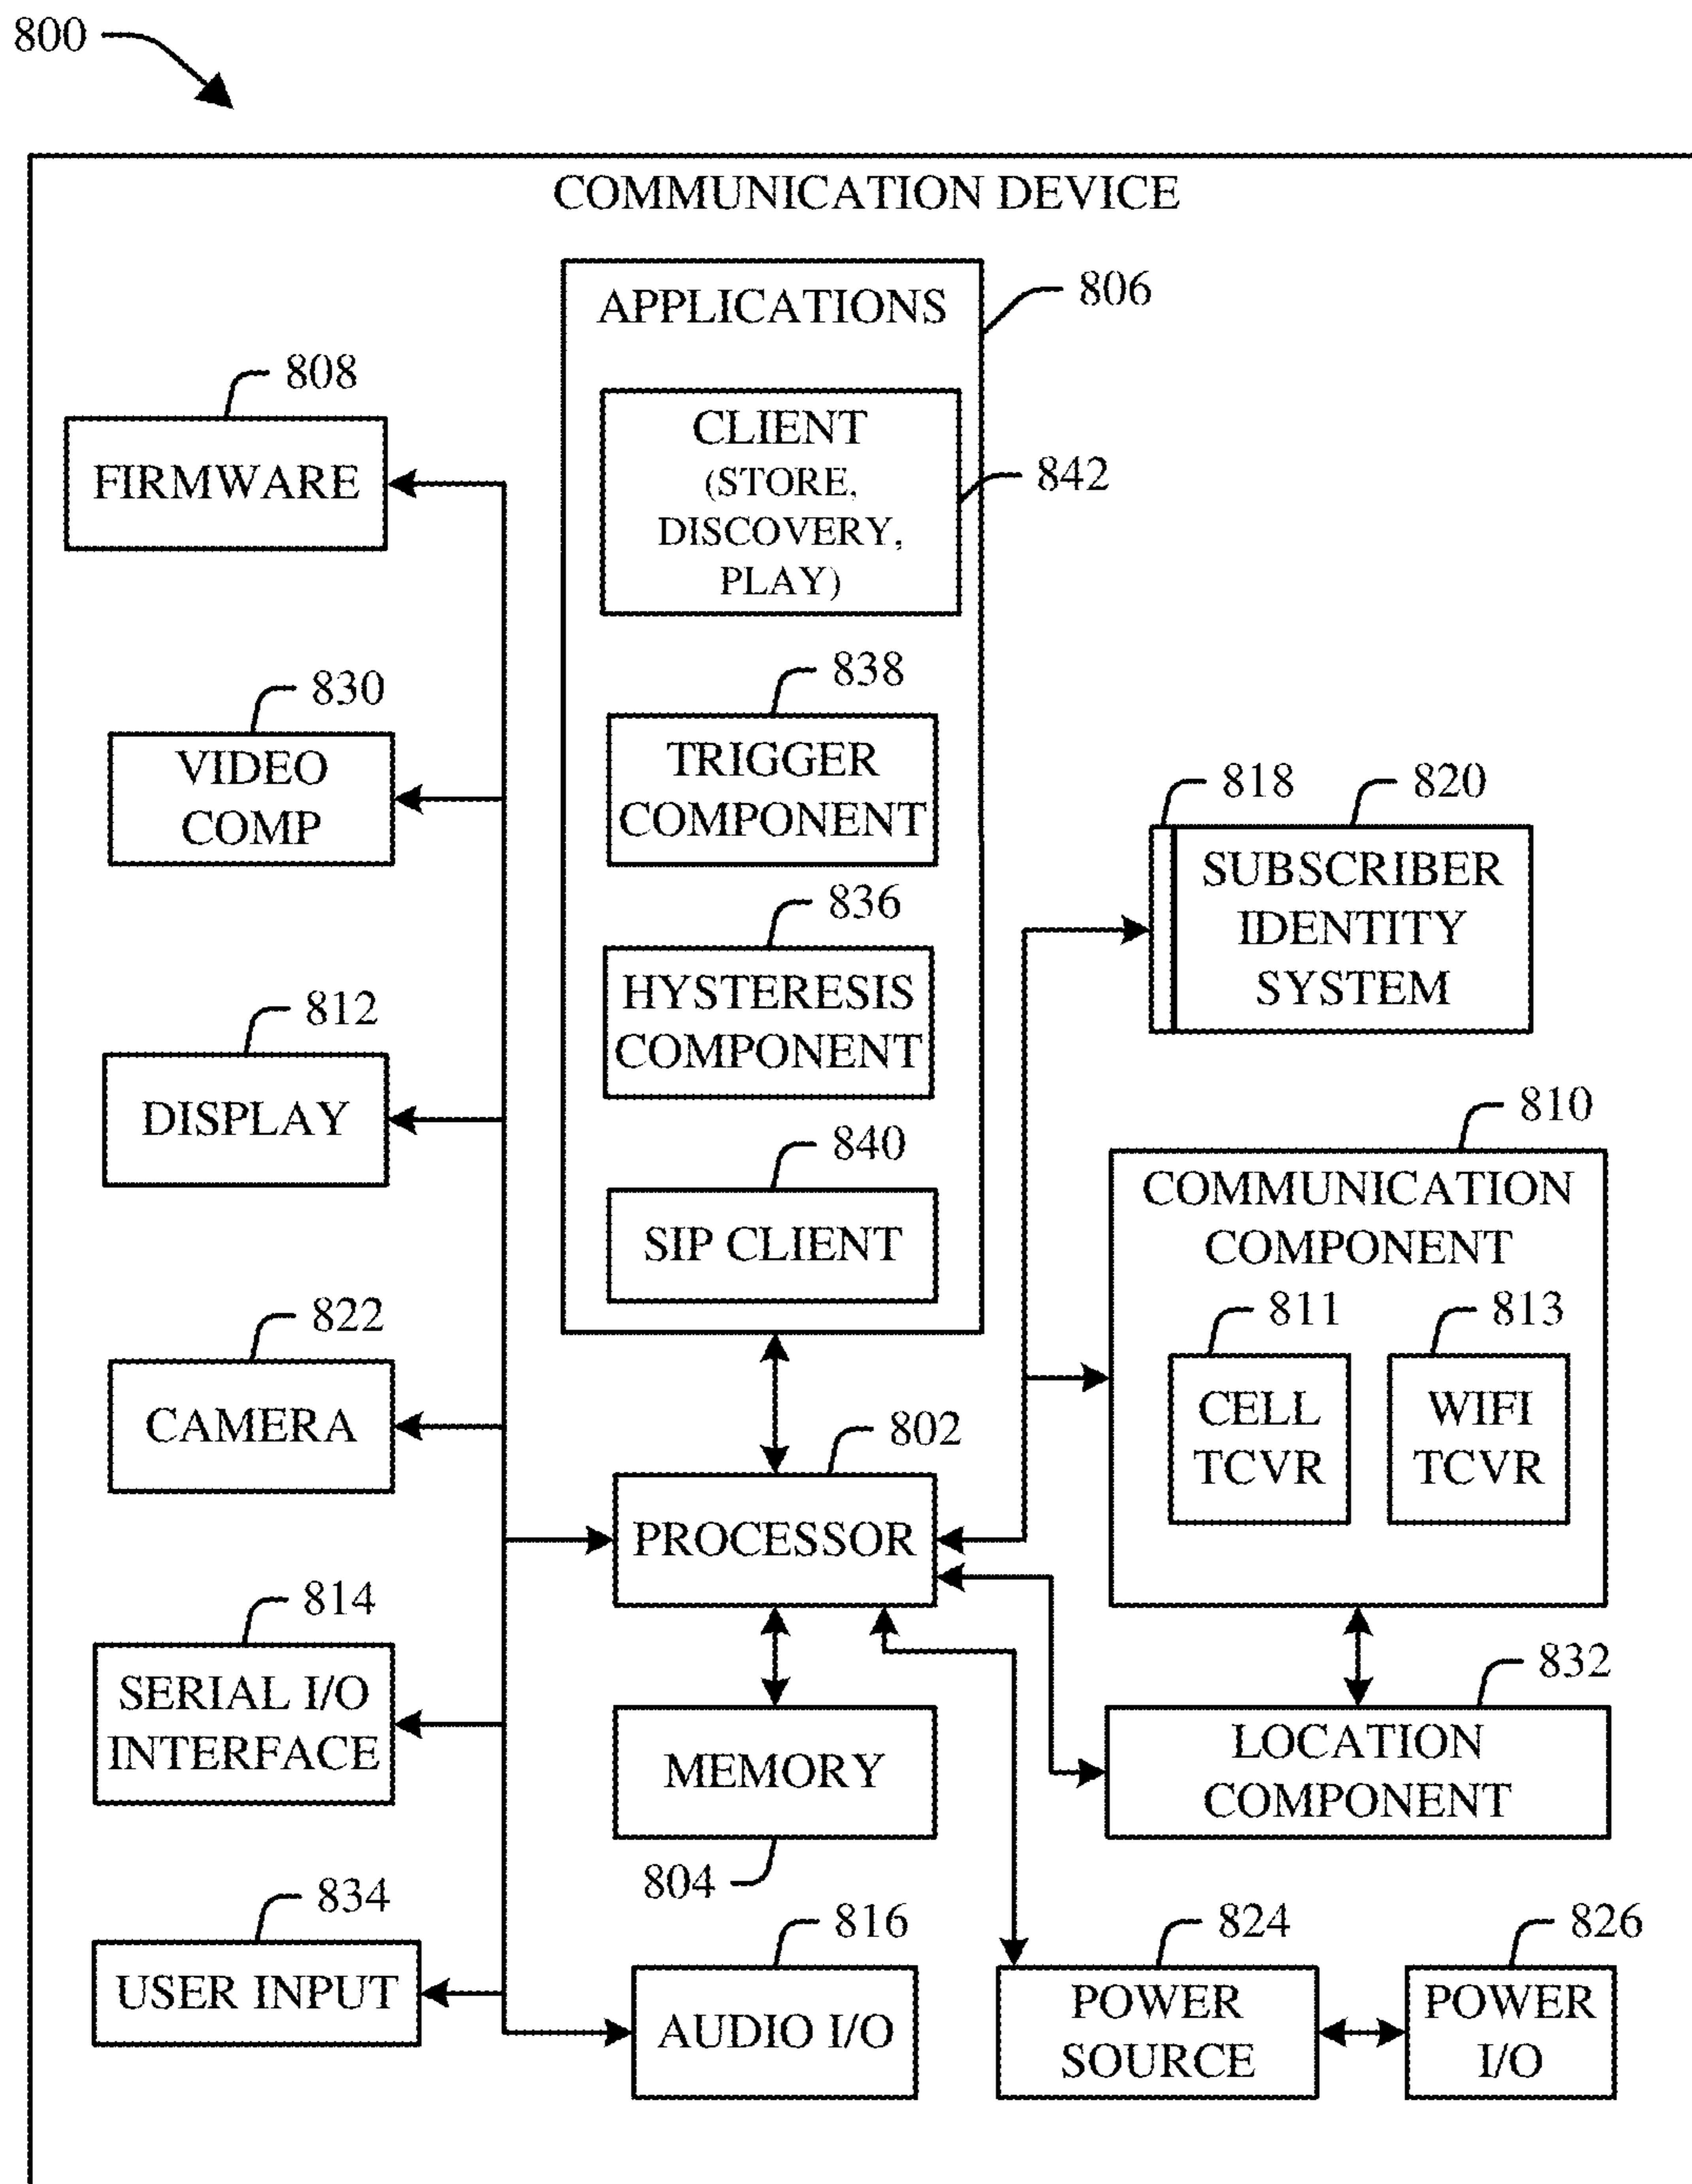 800
COMMUNICATION DEVICE
APPLICATIONS
806
CLIENT
(STORE,
DISCOVERY,
PLAY)
842
838
TRIGGER
COMPONENT
836
HYSTERESIS
COMPONENT
840
SIP CLIENT
808
FIRMWARE
830
VIDEO
COMP
812
DISPLAY
822
CAMERA
814
SERIAL I/O
INTERFACE
834
USER INPUT
802
PROCESSOR
MEMORY
804
816
AUDIO I/O
818
820
SUBSCRIBER
IDENTITY
SYSTEM
810
COMMUNICATION
COMPONENT
811
CELL
TCVR
813
WIFI
TCVR
832
LOCATION
COMPONENT
824
POWER
SOURCE
826
POWER
I/O